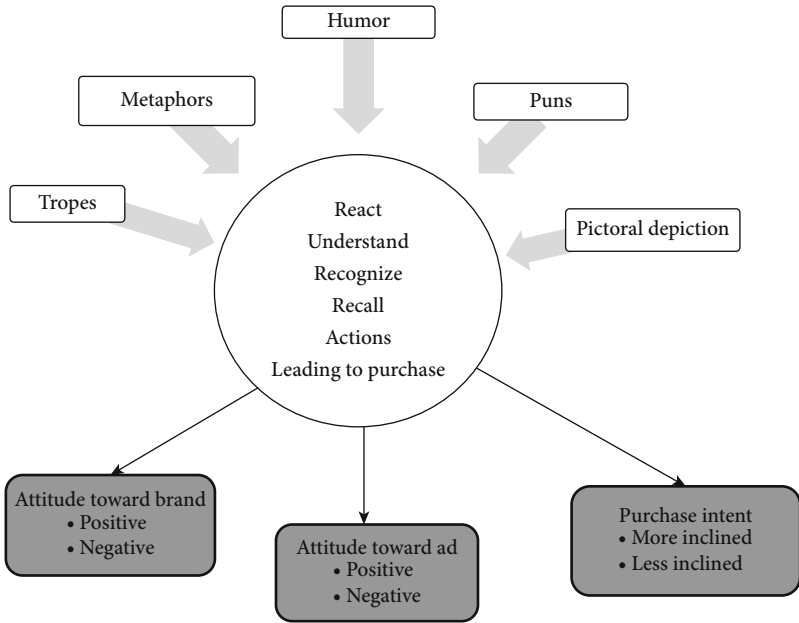 Humor
Metaphors
Puns
Tropes
Pictoral depiction
React
Understand
Recognize
Recall
Actions
Leading to purchase
Attitude toward brand
• Positive
• Negative
Attitude toward ad
• Positive
• Negative
Purchase intent
• More inclined
• Less inclined